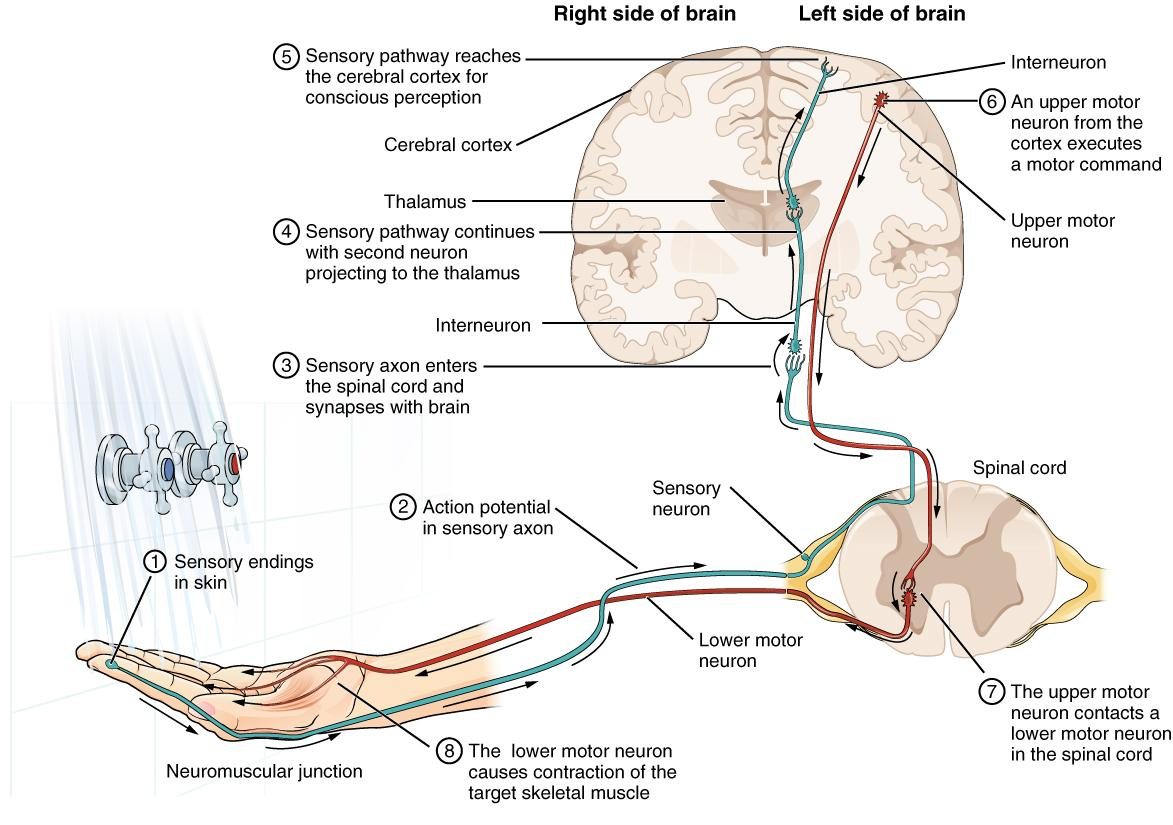 Right side of brain
Left side of brain
5 Sensory pathway reaches
the cerebral cortex for
conscious perception
Interneuron
6 An upper motor
neuron from the
cortex executes
a motor command
Cerebral cortex
Thalamus
4 Sensory pathway continues
with second neuron
projecting to the thalamus
Upper motor
neuron
Interneuron
3 Sensory axon enters
the spinal cord and
synapses with brain
Spinal cord
Sensory
neuron
2 Action potential
in sensory axon
1 Sensory endings
in skin
Lower motor
neuron
7 The upper motor
neuron contacts a
lower motor neuron
in the spinal cord
8 The lower motor neuron
causes contraction of the
target skeletal muscle
Neuromuscular junction